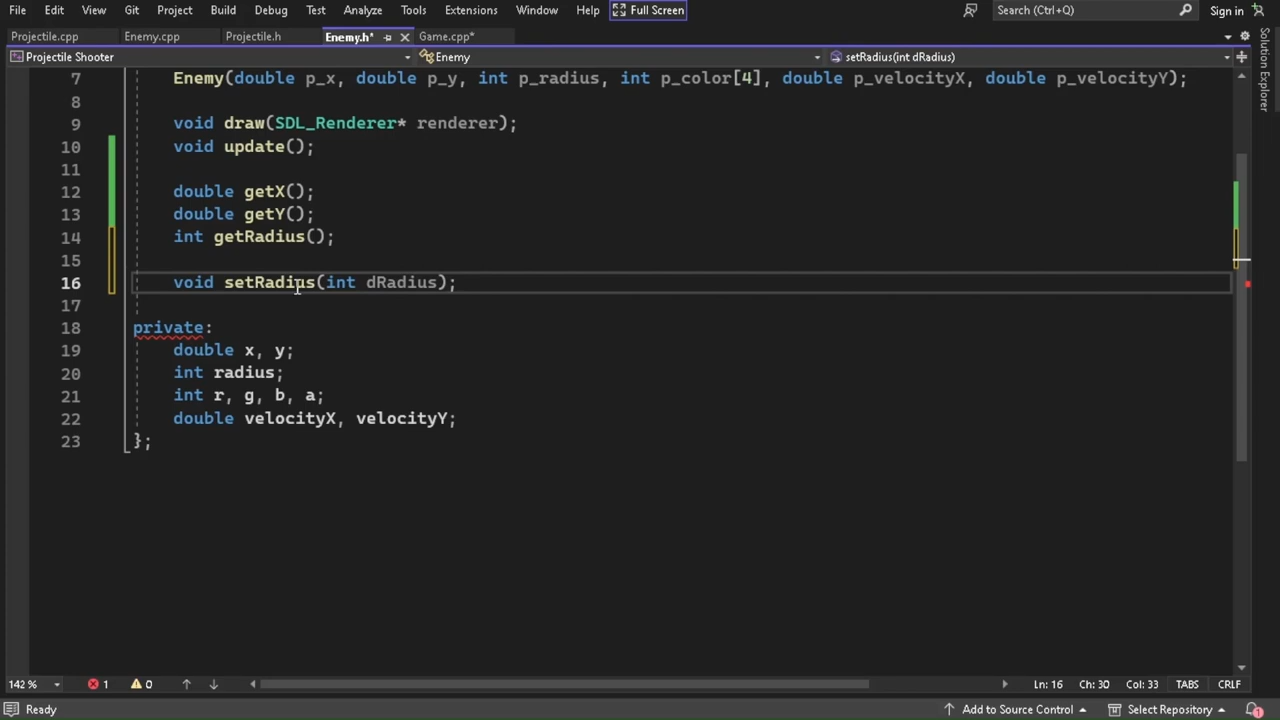 File Edit View Git Project Build Debug Test Analyze Tools Extensions Window Help Full Screen Search (Ctrl+Q) Sign in
Projectile.cpp Enemy.cpp Projectile.h Enemy.h* Game.cpp*
Projectile Shooter Enemy setRadius(int dRadius)
7 Enemy(double p_x, double p_y, int p_radius, int p_color[4], double p_velocityX, double p_velocityY);
8
9 void draw(SDL_Renderer* renderer);
10 void update();
11
12 double getX();
13 double getY();
14 int getRadius();
15
16 void setRadius(int dRadius);
17
18 private:
19 double x, y;
20 int radius;
21 int r, g, b, a;
22 double velocityX, velocityY;
23 };
Solution Explorer
142 % 1 0 Ln: 16 Ch: 30 Col: 33 TABS CRLF
Ready Add to Source Control Select Repository 1